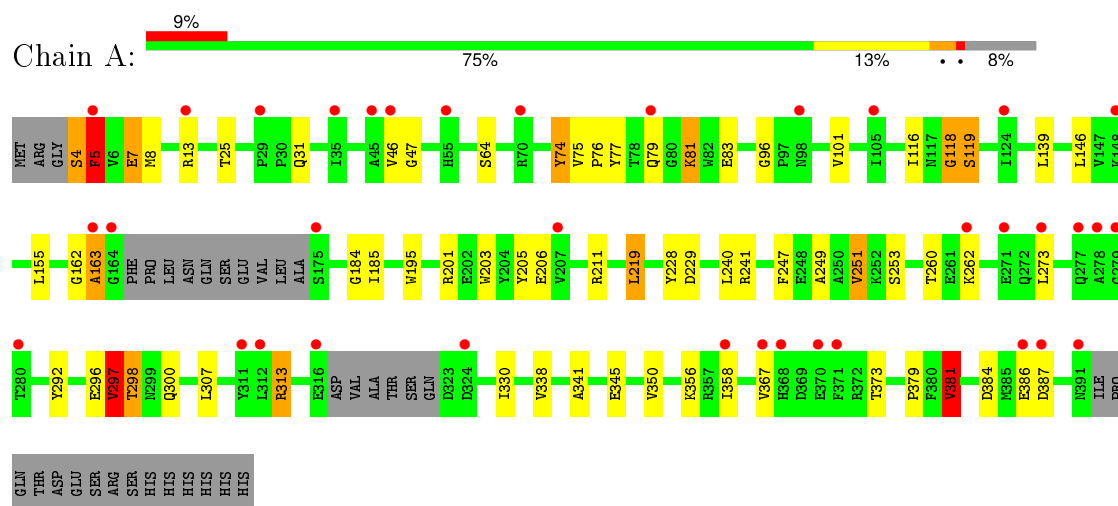 9%
Chain A:
75% 13% • • 8%
MET ARG GLY S4 F5 V6 E7 M8 R13 T25 P29 P30 Q31 I35 A45 V46 G47 H55 S64 R70 Y74 V75 P76 Y77 T78 Q79 G80 K81 W82 E83 G96 P97 N98 V101 I105 I116 N117 G118 S119 I124 L139 L146 V147 K148
L155 G162 A163 G164 PHE PRO LEU ASN GLN SER GLU VAL LEU ALA S175 G184 I185 W195 R201 E202 W203 Y204 Y205 E206 V207 R211 L219 Y228 D229 L240 R241 F247 E248 A249 A250 V251 K252 S253 T260 E261 K262 E271 Q272 L273 Q277 A278 G279
T280 Y292 E296 V297 T298 N299 Q300 L307 Y311 L312 R313 E316 ASP VAL ALA THR SER GLN D323 D324 I330 V338 A341 E345 V350 K356 R357 I358 V367 H368 D369 E370 F371 R372 T373 P379 F380 V381 D384 M385 E386 D387 N391 ILE PRO
GLN THR ASP GLU SER ARG SER HIS HIS HIS HIS HIS HIS